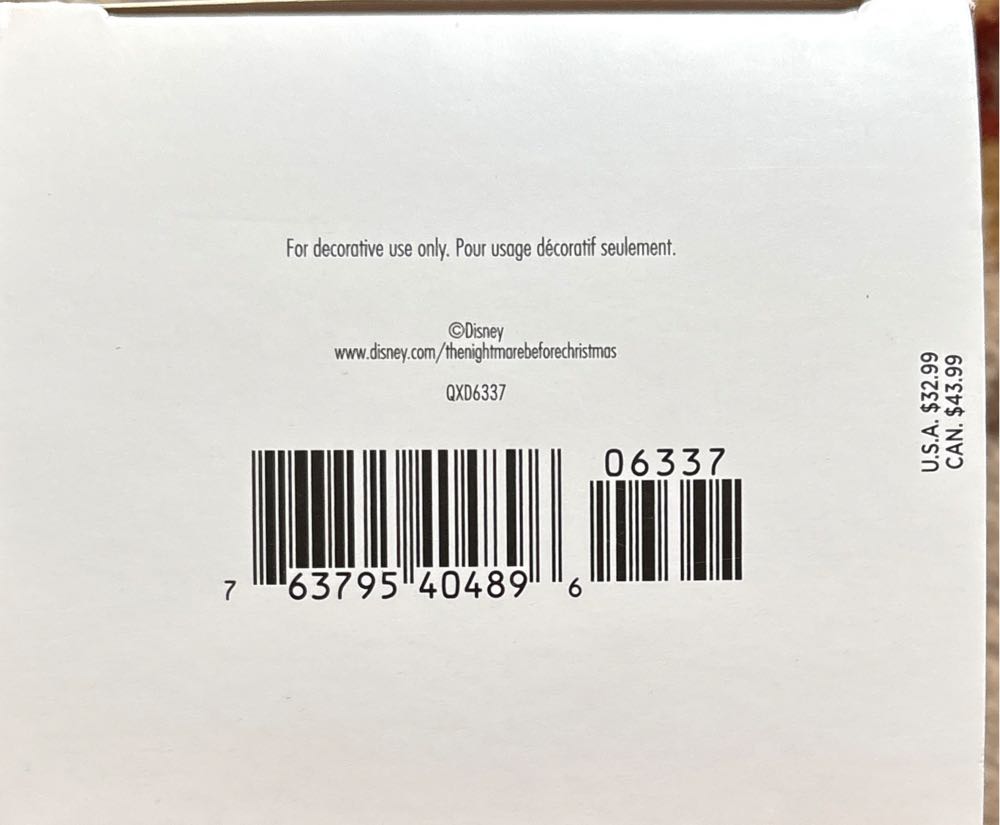 For decorative use only. Pour usage décoratif seulement.
©Disney
www.disney.com/thenightmarebeforechristmas
QXD6337
06337
7 63795 40489 6
U.S.A. $32.99
CAN. $43.99